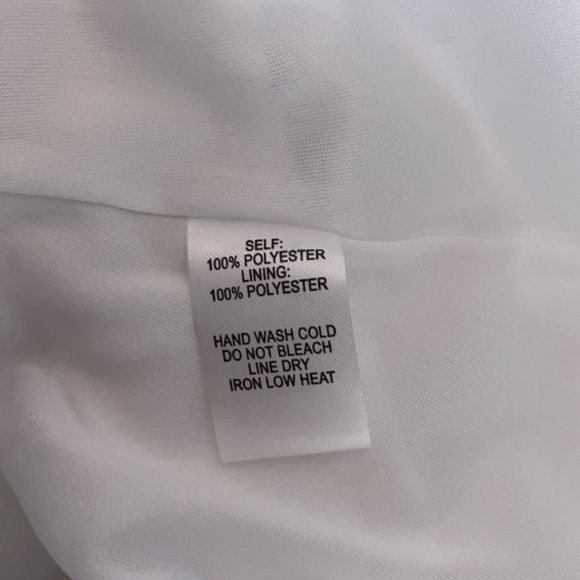 SELF:
100% POLYESTER
LINING:
100% POLYESTER
HAND WASH COLD
DO NOT BLEACH
LINE DRY
IRON LOW HEAT